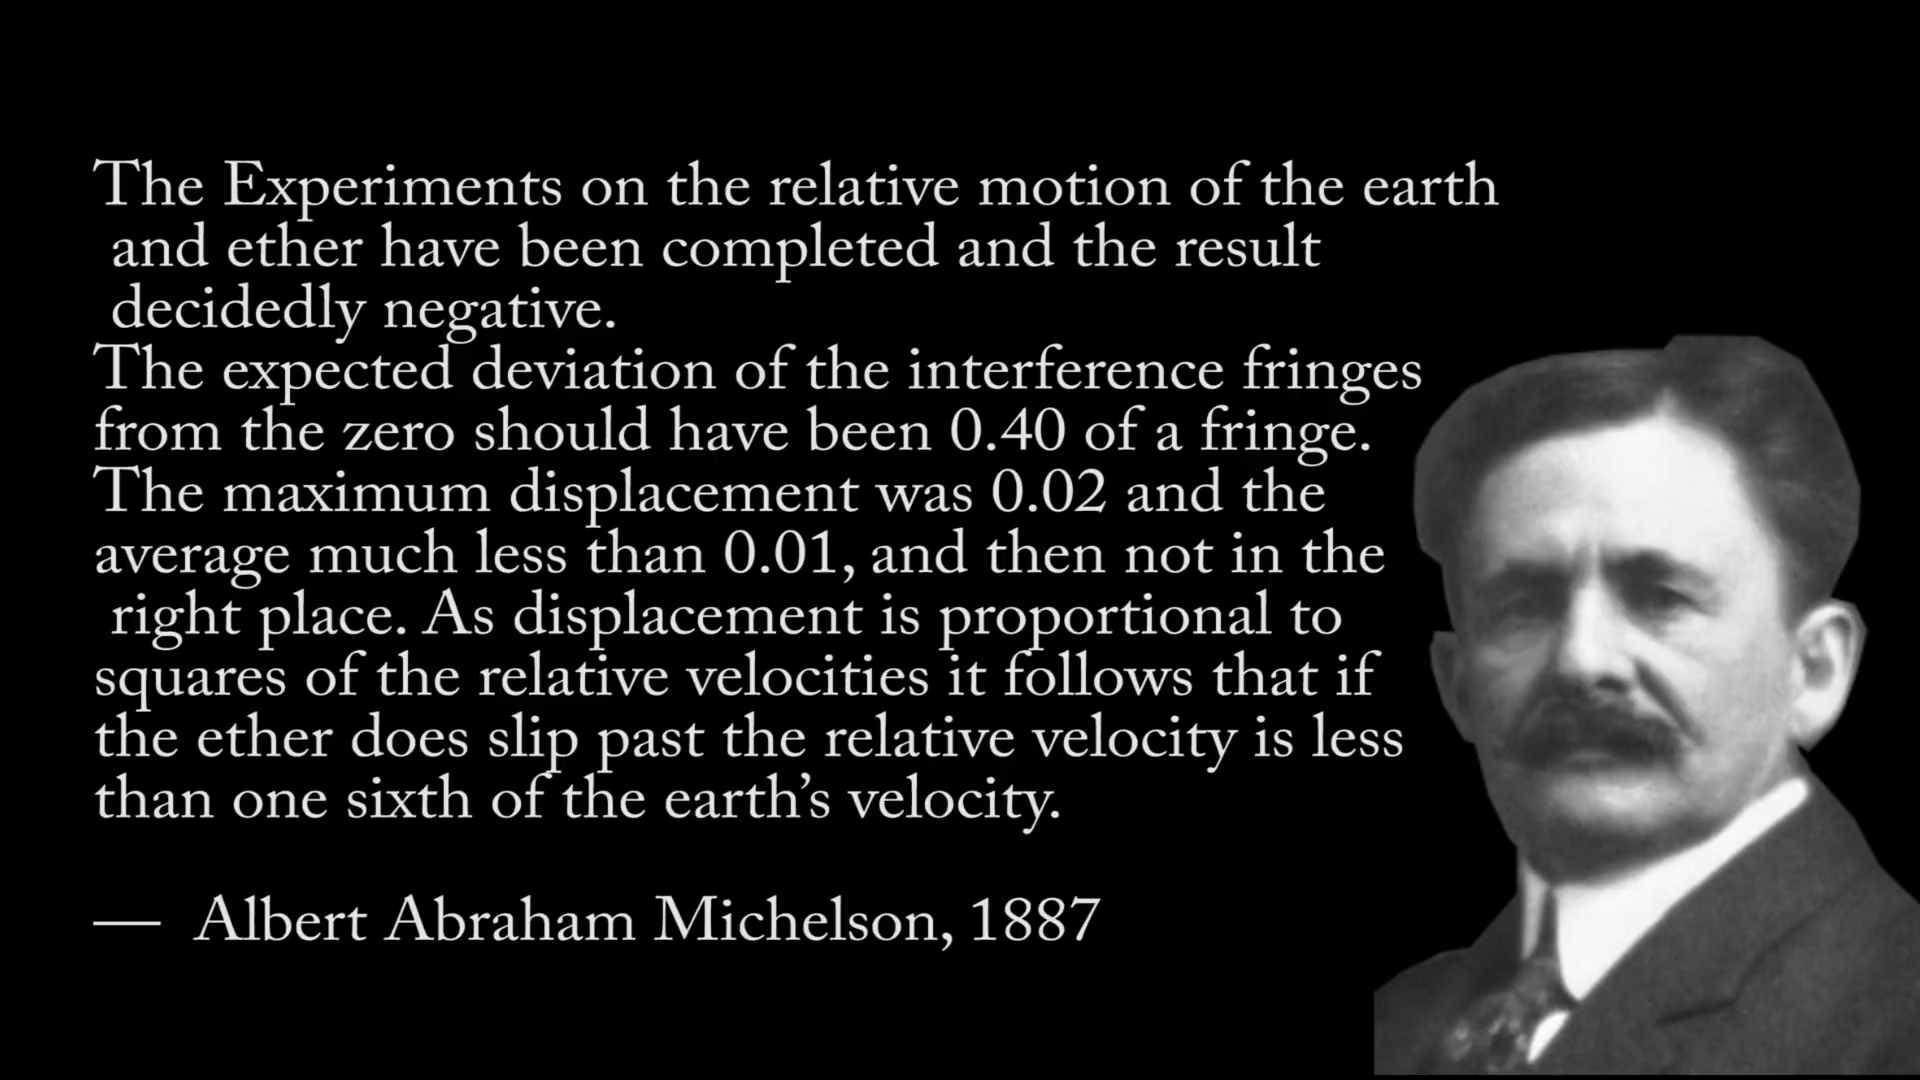 The Experiments on the relative motion of the earth
and ether have been completed and the result
decidedly negative.
The expected deviation of the interference fringes
from the zero should have been 0.40 of a fringe.
The maximum displacement was 0.02 and the
average much less than 0.01, and then not in the
right place. As displacement is proportional to
squares of the relative velocities it follows that if
the ether does slip past the relative velocity is less
than one sixth of the earth’s velocity.
— Albert Abraham Michelson, 1887